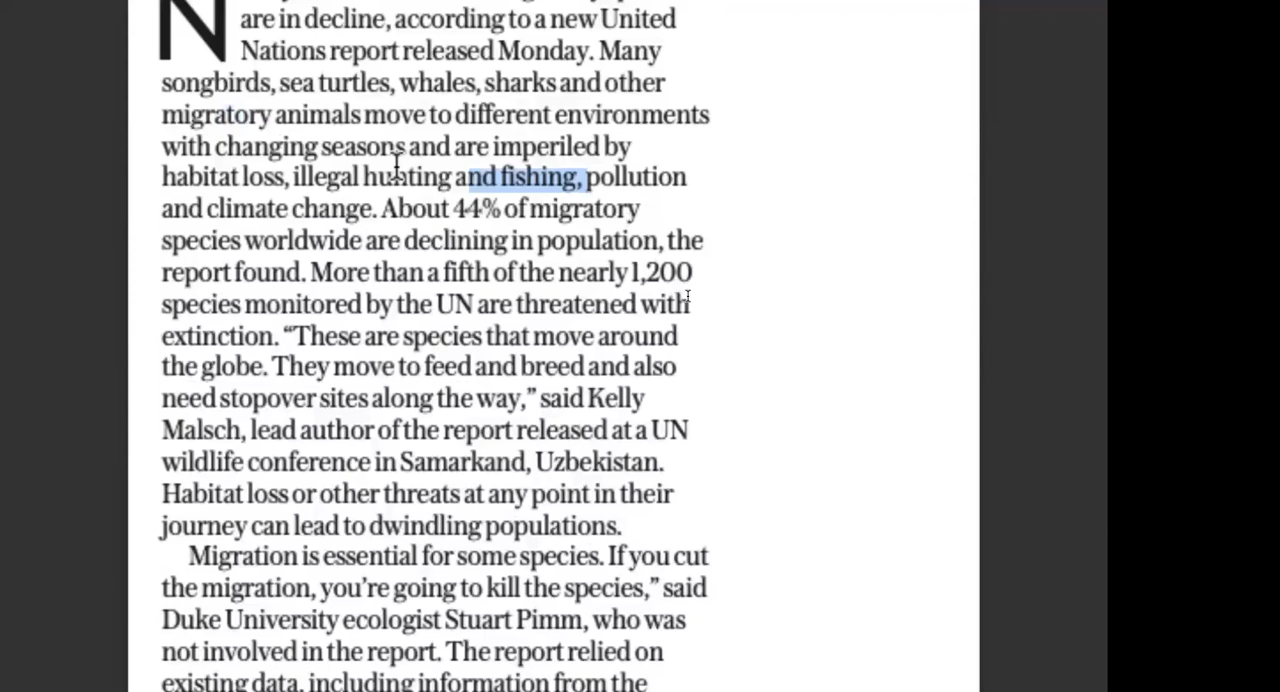 N
are in decline, according to a new United
Nations report released Monday. Many
songbirds, sea turtles, whales, sharks and other
migratory animals move to different environments
with changing seasons and are imperiled by
habitat loss, illegal hunting and fishing, pollution
and climate change. About 44% of migratory
species worldwide are declining in population, the
report found. More than a fifth of the nearly 1,200
species monitored by the UN are threatened with
extinction. “These are species that move around
the globe. They move to feed and breed and also
need stopover sites along the way,” said Kelly
Malsch, lead author of the report released at a UN
wildlife conference in Samarkand, Uzbekistan.
Habitat loss or other threats at any point in their
journey can lead to dwindling populations.
Migration is essential for some species. If you cut
the migration, you’re going to kill the species,” said
Duke University ecologist Stuart Pimm, who was
not involved in the report. The report relied on
existing data, including information from the